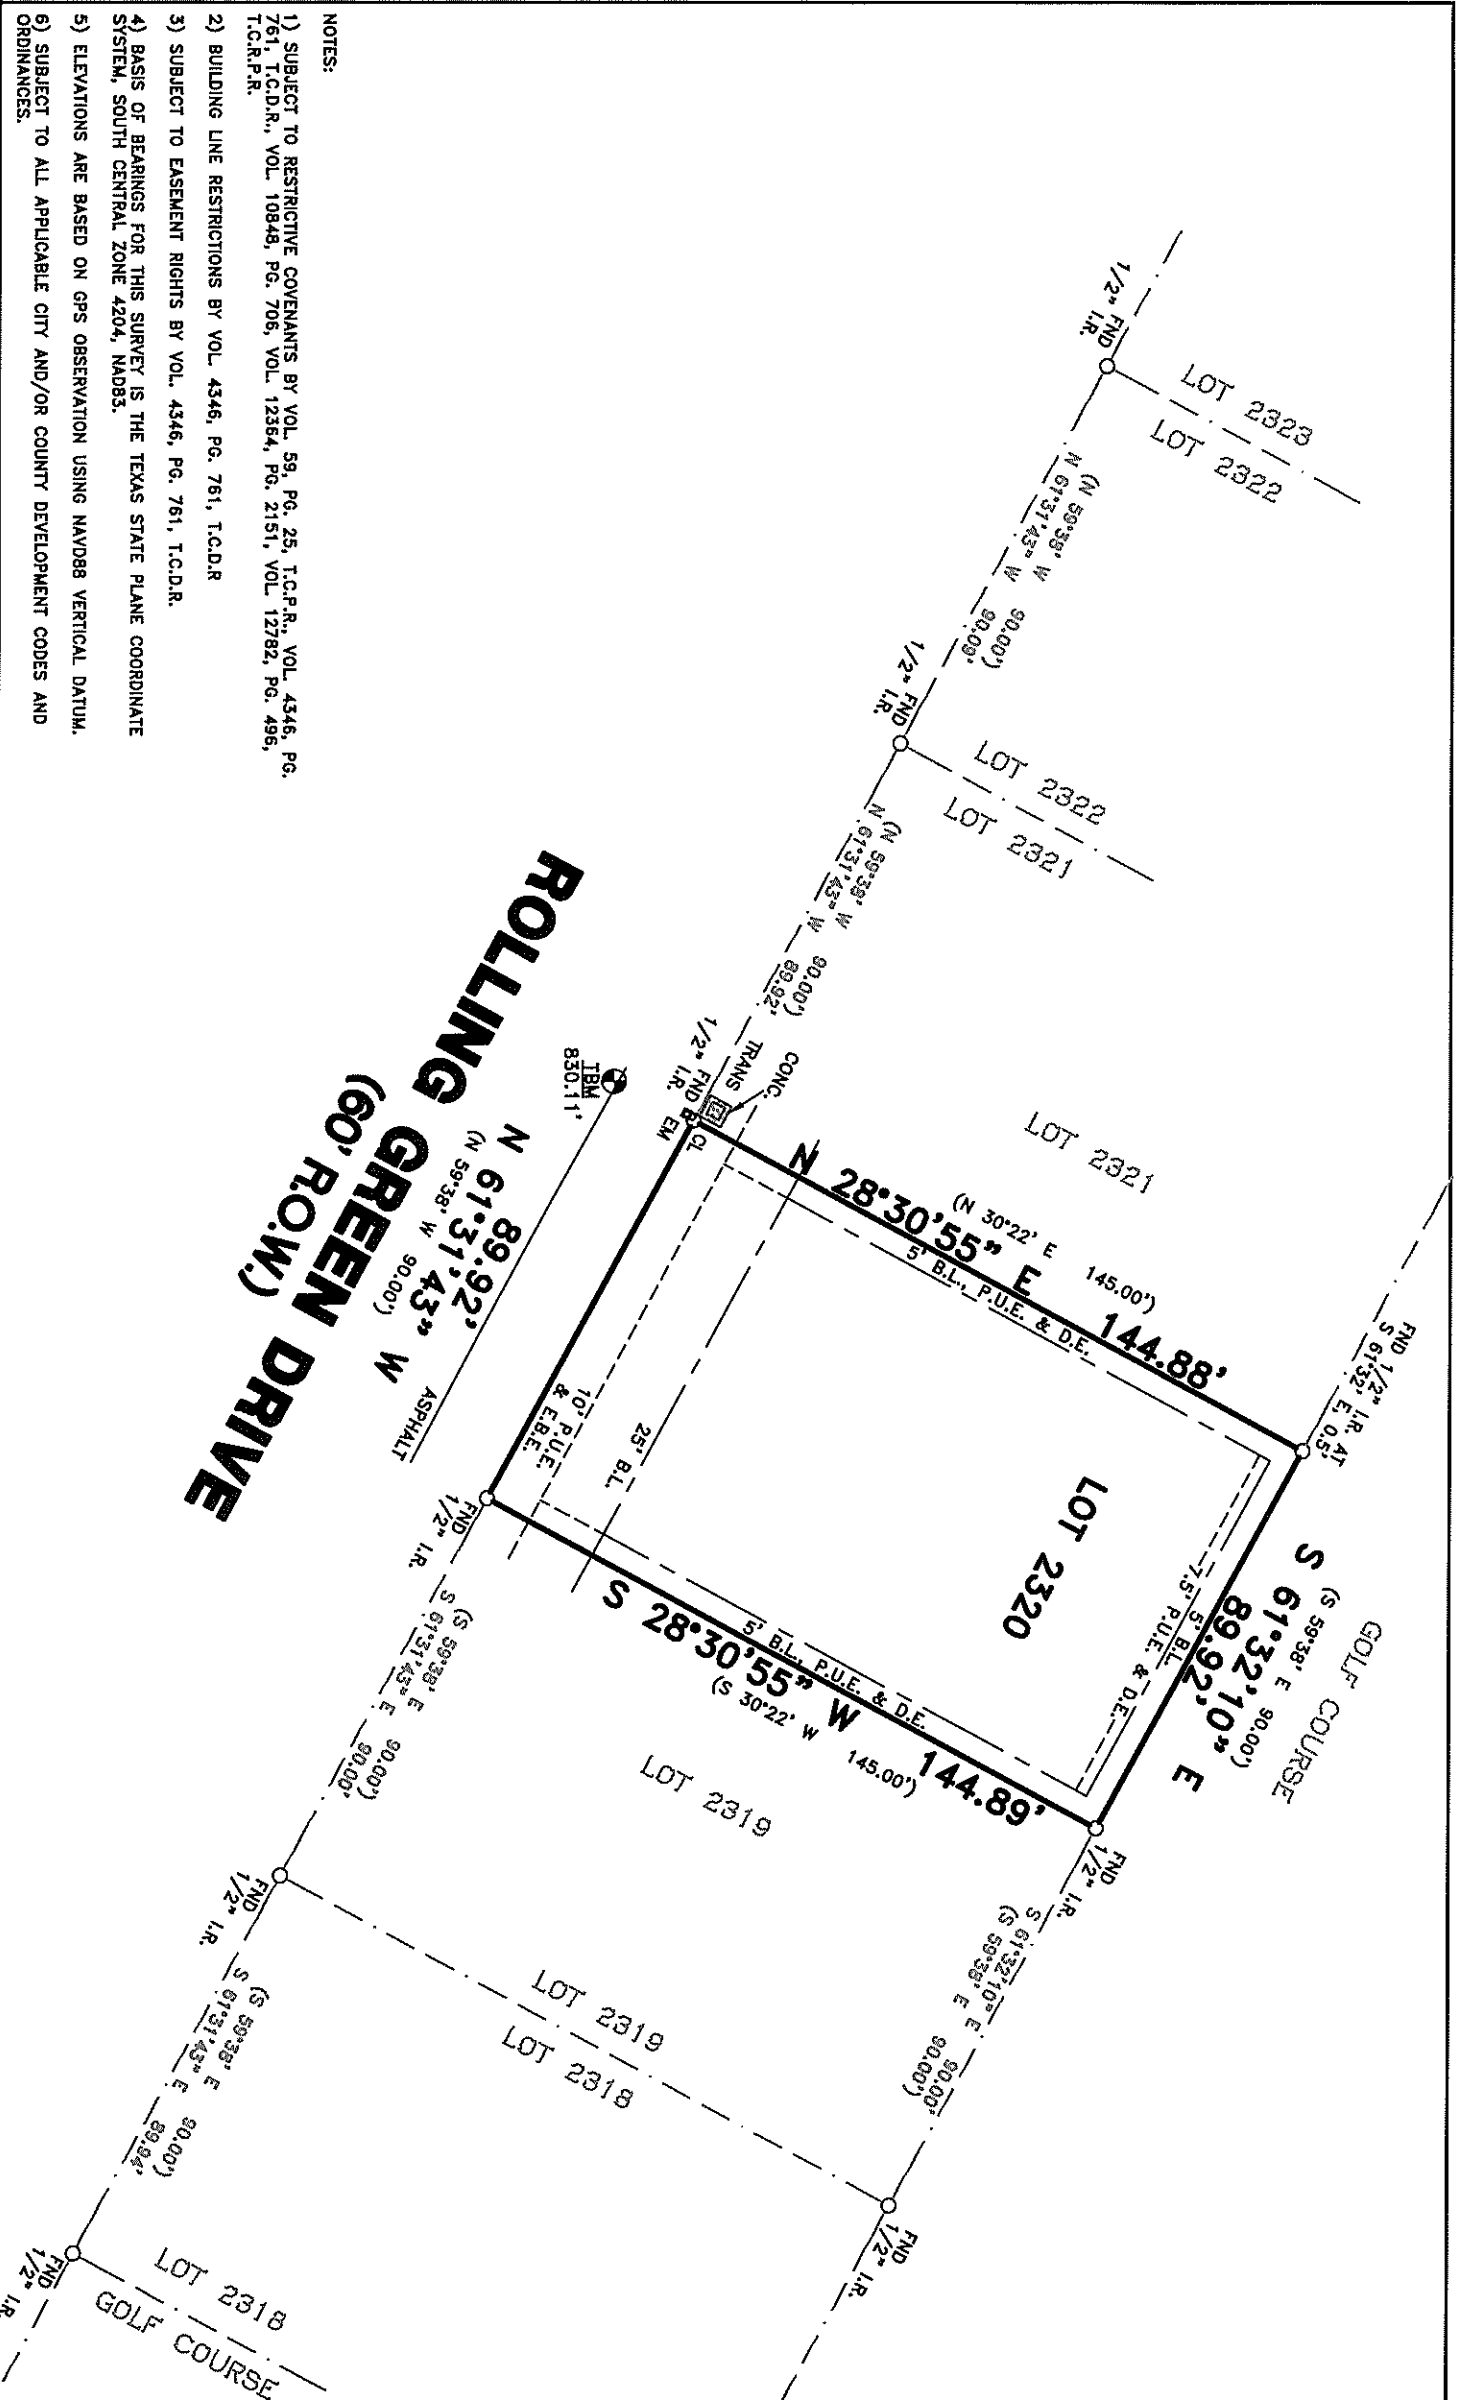 NOTES:
1) SUBJECT TO RESTRICTIVE COVENANTS BY VOL. 59, PG. 25, T.C.P.R., VOL. 4346, PG.
761, T.C.D.R., VOL. 10848, PG. 706, VOL. 12364, PG. 2151, VOL. 12782, PG. 496,
T.C.R.P.R.
2) BUILDING LINE RESTRICTIONS BY VOL. 4346, PG. 761, T.C.D.R
3) SUBJECT TO EASEMENT RIGHTS BY VOL. 4346, PG. 761, T.C.D.R.
4) BASIS OF BEARINGS FOR THIS SURVEY IS THE TEXAS STATE PLANE COORDINATE
SYSTEM, SOUTH CENTRAL ZONE 4204, NAD83.
5) ELEVATIONS ARE BASED ON GPS OBSERVATION USING NAVD88 VERTICAL DATUM.
6) SUBJECT TO ALL APPLICABLE CITY AND/OR COUNTY DEVELOPMENT CODES AND
ORDINANCES.
1/2" FND
I.R.
LOT 2323
LOT 2322
(N 59°38' W 90.00')
N 61°31'43" W 90.09'
1/2" FND
I.R.
LOT 2322
LOT 2321
(N 59°38' W 90.00')
N 61°31'43" W 89.92'
1/2" FND
I.R.
CONC.
TRANS
EM
CL
LOT 2321
N 28°30'55" E 144.88'
(N 30°22' E 145.00')
5' B.L., P.U.E. & D.E.
FND 1/2" I.R. AT
S 61°32' E, 0.5'
GOLF COURSE
(S 59°38' E 90.00')
S 61°32'10" E
89.92'
5' B.L.
7.5' P.U.E. & D.E.
LOT 2320
25' B.L.
10' P.U.E.
& E.B.E.
5' B.L., P.U.E. & D.E.
S 28°30'55" W 144.89'
(S 30°22' W 145.00')
TBM
830.11'
89.92'
N 61°31'43" W
(N 59°38' W 90.00')
ASPHALT
ROLLING GREEN DRIVE
(60' R.O.W.)
FND
1/2" I.R.
(S 59°38' E 90.00')
S 61°31'43" E 90.00'
LOT 2319
FND
1/2" I.R.
S 61°32'10" E 90.00'
(S 59°38' E 90.00')
FND
1/2" I.R.
LOT 2319
LOT 2318
FND
1/2" I.R.
(S 59°38' E 90.00')
S 61°31'43" E 89.94'
LOT 2318
GOLF COURSE
FND
1/2" I.R.